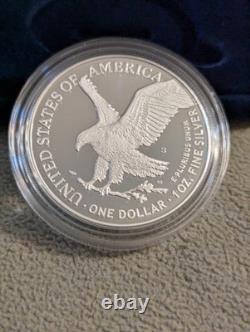 UNITED STATES OF AMERICA
S
E PLURIBUS UNUM
1 OZ. FINE SILVER - ONE DOLLAR